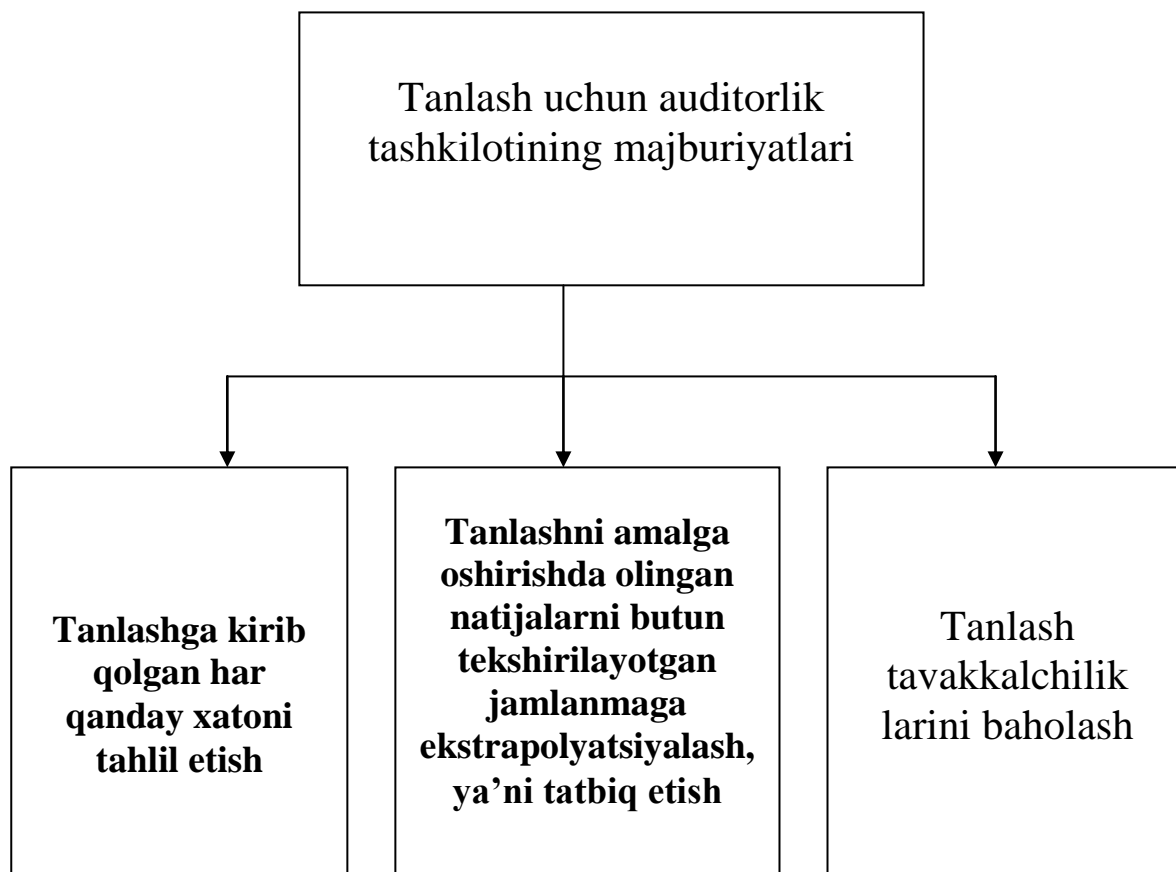 Tanlash uchun auditorlik
tashkilotining majburiyatlari
Tanlashga kirib
qolgan har
qanday xatoni
tahlil etish
Tanlashni amalga
oshirishda olingan
natijalarni butun
tekshirilayotgan
jamlanmaga
ekstrapolyatsiyalash,
ya’ni tatbiq etish
Tanlash
tavakkalchilik
larini baholash